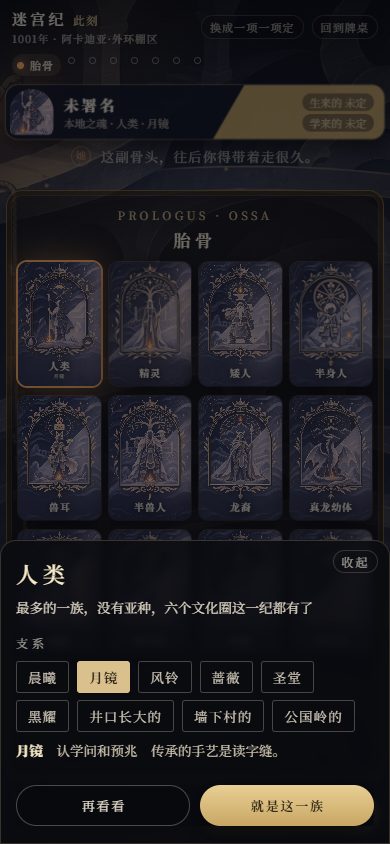 迷宫纪 此刻
1001年 · 阿卡迪亚·外环棚区
换成一项一项定
回到牌桌
胎骨
未署名
本地之魂 · 人类 · 月镜
生来的 未定
学来的 未定
这副骨头，往后你得带着走很久。
PROLOGUS · OSSA
胎骨
人类
月镜
精灵
矮人
半身人
兽耳
半兽人
龙裔
真龙幼体
收起
人类
最多的一族，没有亚种，六个文化圈这一纪都有了
支系
晨曦
月镜
风铃
蔷薇
圣堂
黑耀
井口长大的
墙下村的
公国岭的
月镜 认学问和预兆 传承的手艺是读字缝。
再看看
就是这一族